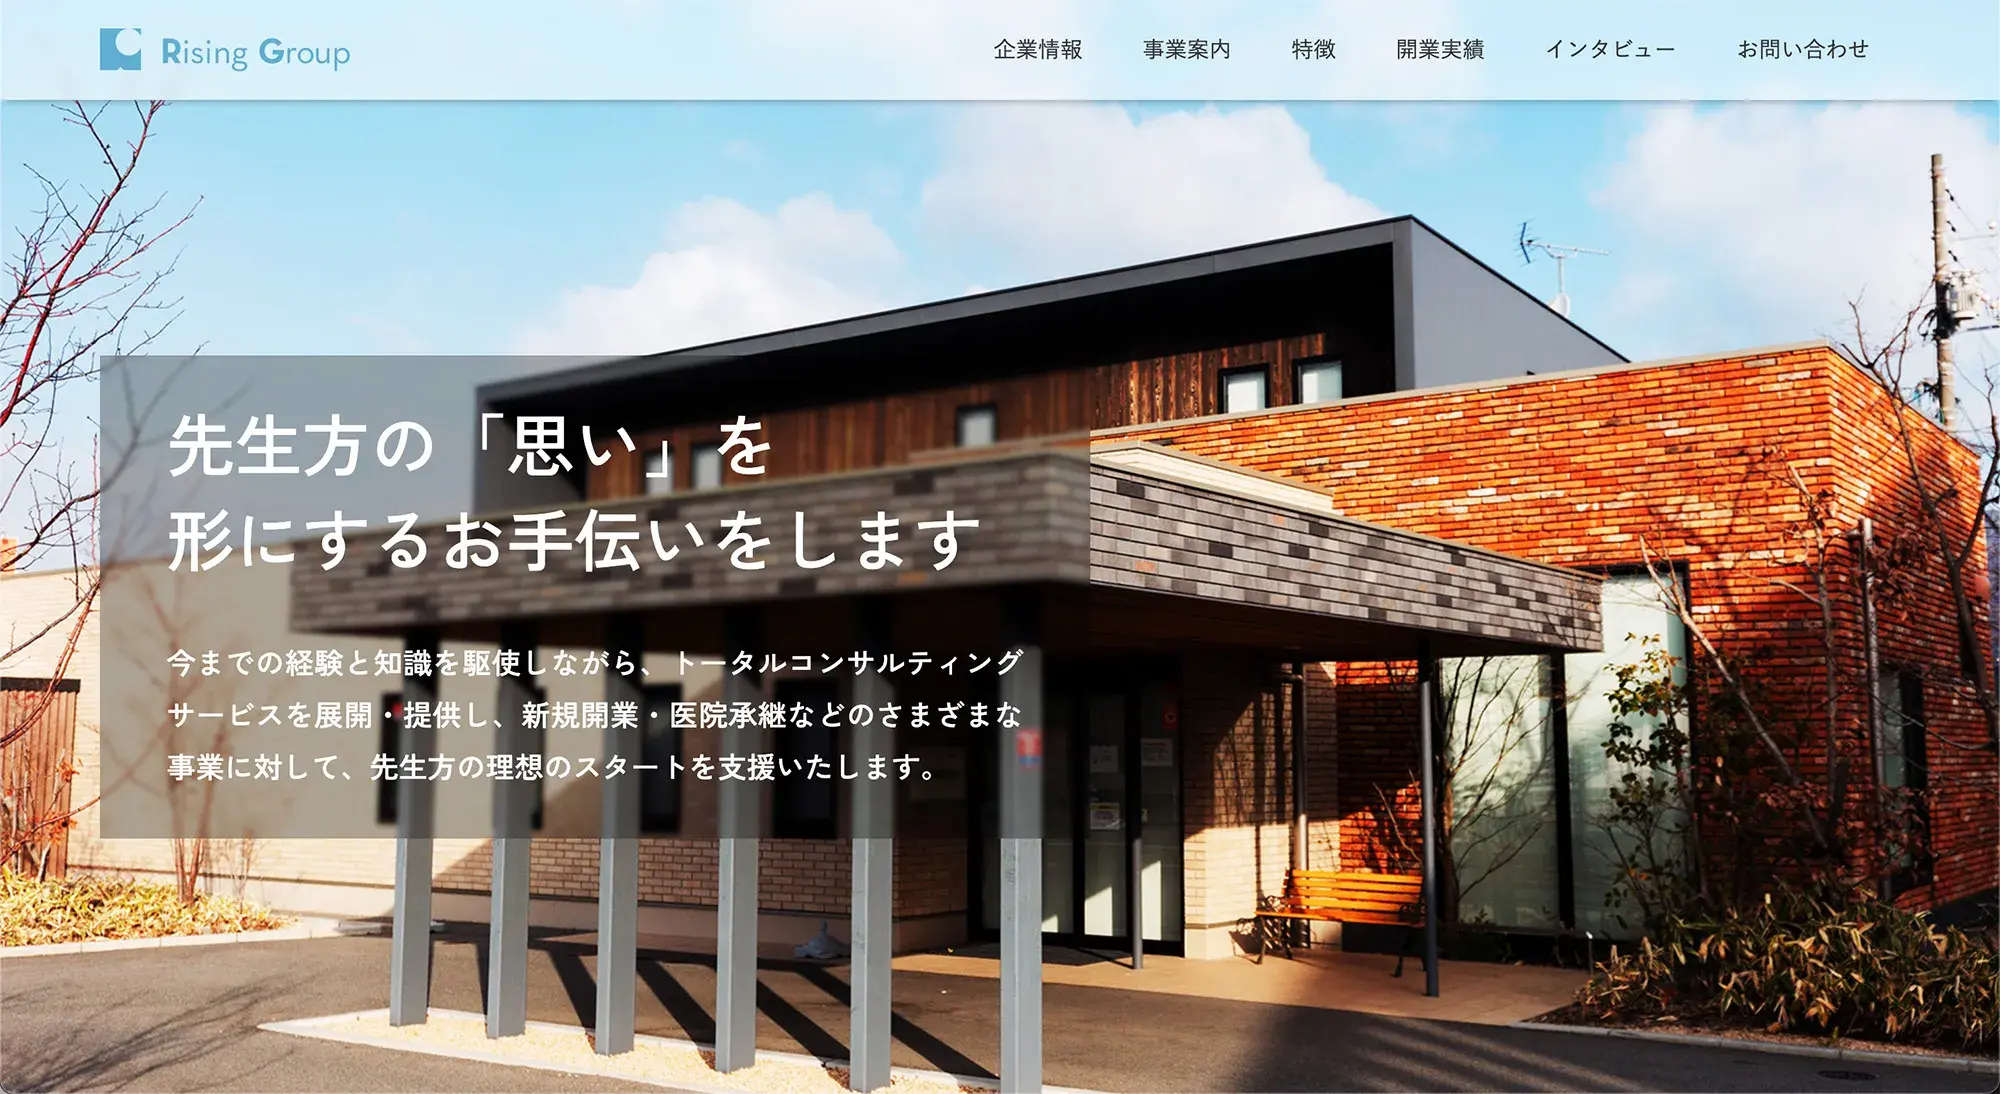 Rising Group
企業情報
事業案内
特徴
開業実績
インタビュー
お問い合わせ
先生方の「思い」を
形にするお手伝いをします
今までの経験と知識を駆使しながら、トータルコンサルティング
サービスを展開・提供し、新規開業・医院承継などのさまざまな
事業に対して、先生方の理想のスタートを支援いたします。